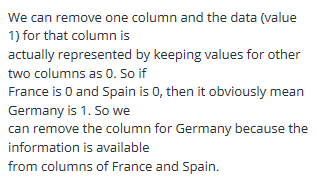 We can remove one column and the data (value
1) for that column is
actually represented by keeping values for other
two columns as 0. So if
France is 0 and Spain is 0, then it obviously mean
Germany is 1. So we
can remove the column for Germany because the
information is available
from columns of France and Spain.